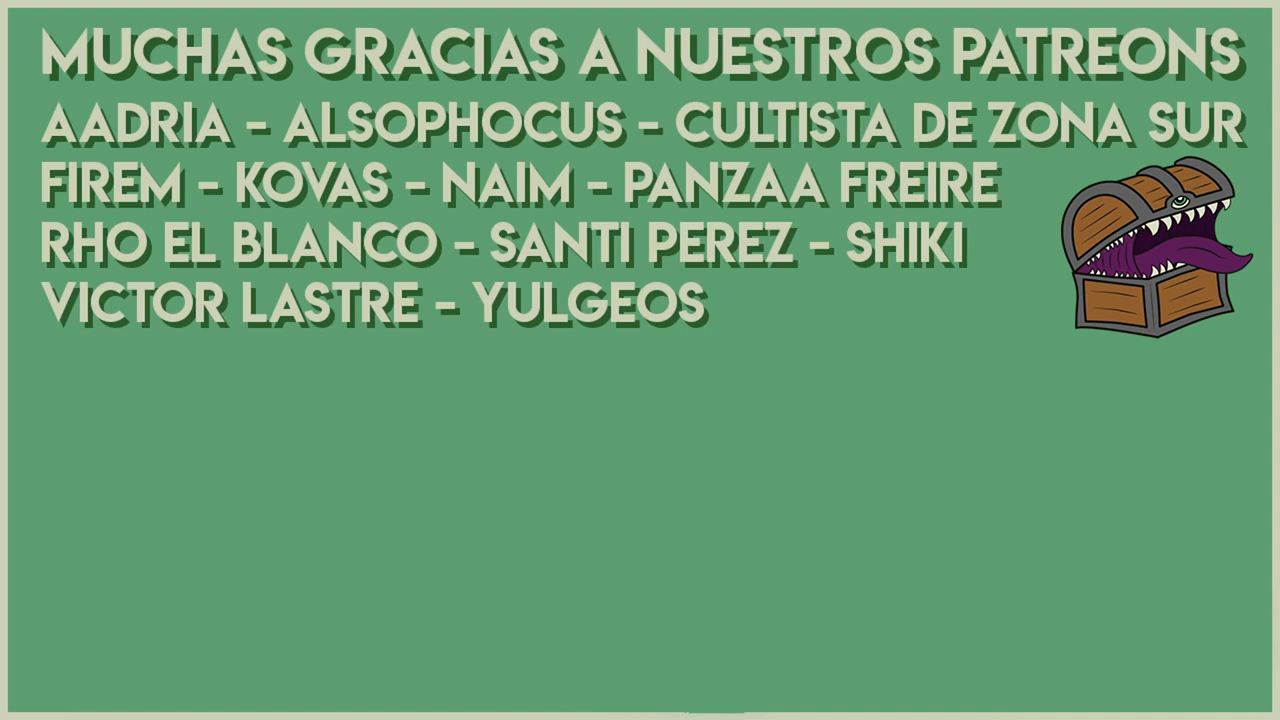 MUCHAS GRACIAS A NUESTROS PATREONS
AADRIA - ALSOPHOCUS - CULTISTA DE ZONA SUR
FIREM - KOVAS - NAIM - PANZAA FREIRE
RHO EL BLANCO - SANTI PEREZ - SHIKI
VICTOR LASTRE - YULGEOS